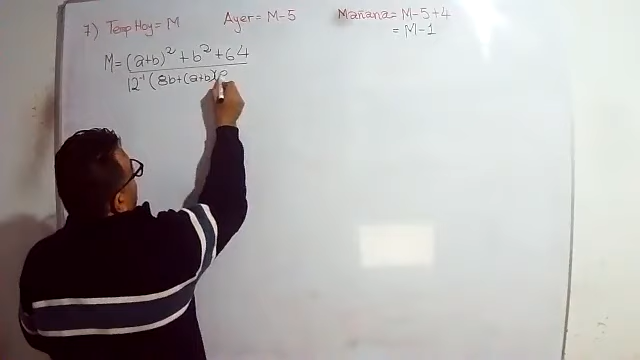 7) Temp Hoy = M   Ayer = M-5   Mañana = M-5+4
= M-1
M = (a+b)² + b² + 64
12⁻¹ (8b+(a+b)(